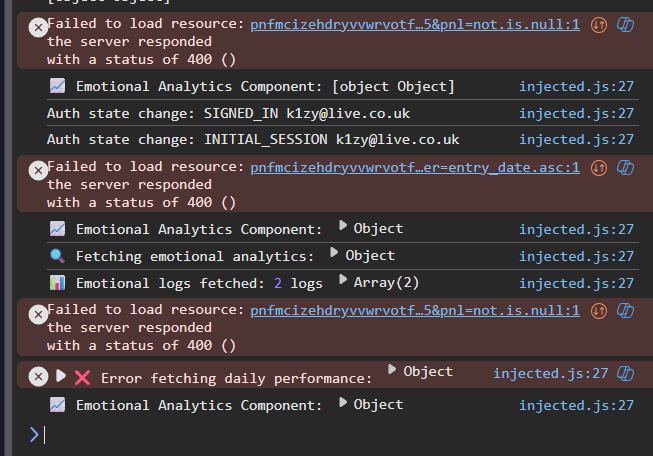 Failed to load resource: pnfmcizehdryvvwrvotf…5&pnl=not.is.null:1
the server responded
with a status of 400 ()
Emotional Analytics Component: [object Object] injected.js:27
Auth state change: SIGNED_IN k1zy@live.co.uk injected.js:27
Auth state change: INITIAL_SESSION k1zy@live.co.uk injected.js:27
Failed to load resource: pnfmcizehdryvvwrvotf…er=entry_date.asc:1
the server responded
with a status of 400 ()
Emotional Analytics Component: Object injected.js:27
Fetching emotional analytics: Object injected.js:27
Emotional logs fetched: 2 logs Array(2) injected.js:27
Failed to load resource: pnfmcizehdryvvwrvotf…5&pnl=not.is.null:1
the server responded
with a status of 400 ()
Error fetching daily performance: Object injected.js:27
Emotional Analytics Component: Object injected.js:27